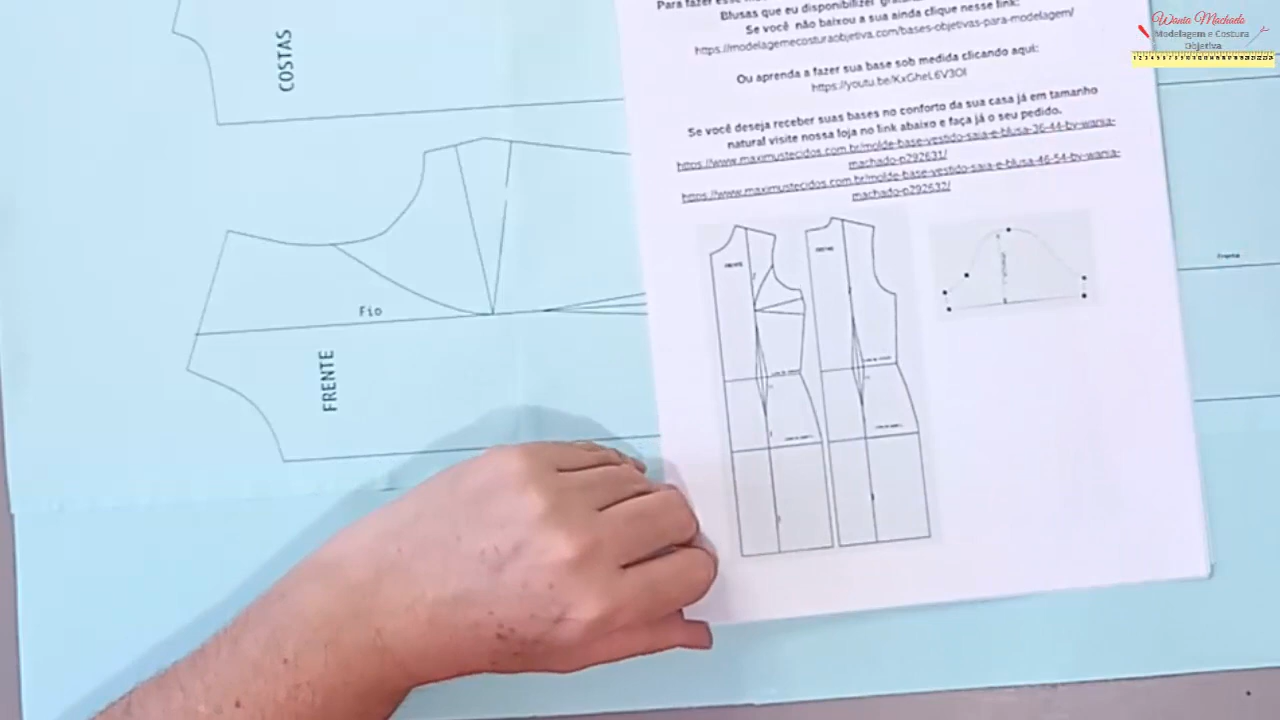 Para fazer esse
Blusas que eu disponibilizei
Se você não baixou a sua ainda clique nesse link:
https://modelagemecosturaobjetiva.com/bases-objetivas-para-modelagem/
Ou aprenda a fazer sua base sob medida clicando aqui:
https://youtu.be/KxGheL6V3OI
Se você deseja receber suas bases no conforto da sua casa já em tamanho
natural visite nossa loja no link abaixo e faça já o seu pedido.
https://www.maximustecidos.com.br/molde-base-vestido-saia-e-blusa-36-44-by-wania-
machado-p292631/
https://www.maximustecidos.com.br/molde-base-vestido-saia-e-blusa-46-54-by-wania-
machado-p292632/
FRENTE
COSTAS
Fio
FRENTE
Wania Machado
Modelagem e Costura
Objetiva